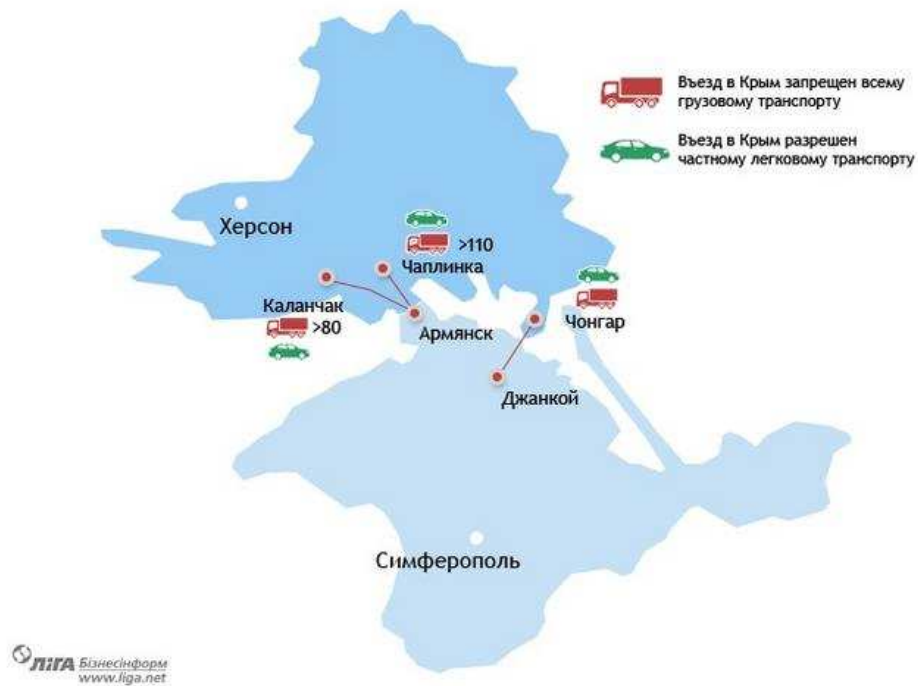 Въезд в Крым запрещен всему
грузовому транспорту
Въезд в Крым разрешен
частному легковому транспорту
Херсон
>110
Чаплинка
Каланчак
>80
Армянск
Чонгар
Джанкой
Симферополь
ЛІГА Бізнесінформ
www.liga.net